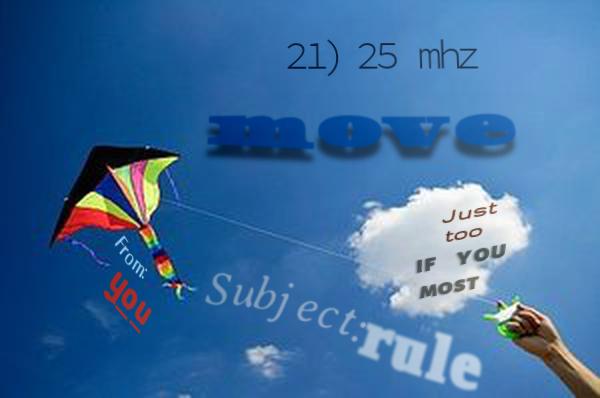 21) 25 mhz
move
Just
too
IF YOU
MOST
From:
you
Subject:rule